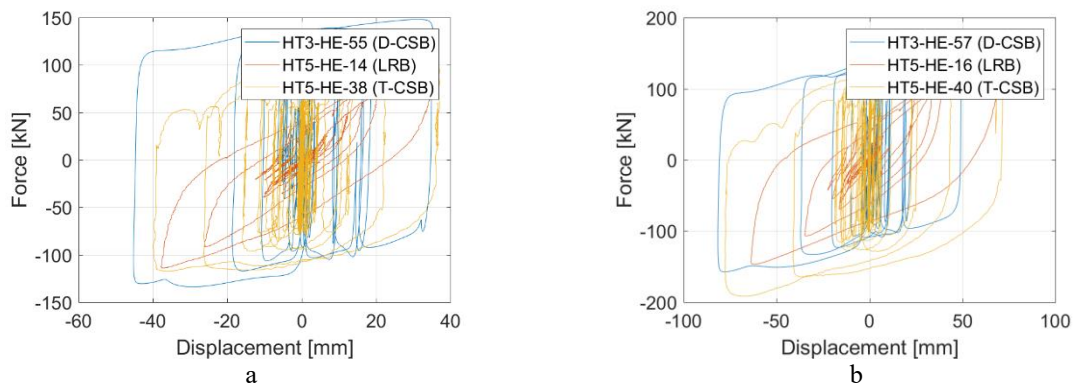 150
100
50
0
-50
-100
-150
-60
-40
-20
0
20
40
Force [kN]
Displacement [mm]
HT3-HE-55 (D-CSB)
HT5-HE-14 (LRB)
HT5-HE-38 (T-CSB)
a
200
100
0
-100
-200
-100
-50
0
50
100
Force [kN]
Displacement [mm]
HT3-HE-57 (D-CSB)
HT5-HE-16 (LRB)
HT5-HE-40 (T-CSB)
b